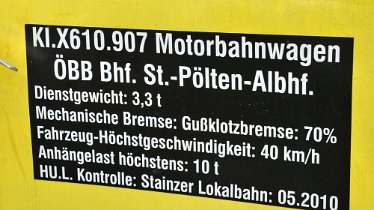 Kl.X610.907 Motorbahnwagen
ÖBB Bhf. St.-Pölten-Albhf.
Dienstgewicht: 3,3 t
Mechanische Bremse: Gußklotzbremse: 70%
Fahrzeug-Höchstgeschwindigkeit: 40 km/h
Anhängelast höchstens: 10 t
HU.L. Kontrolle: Stainzer Lokalbahn: 05.2010